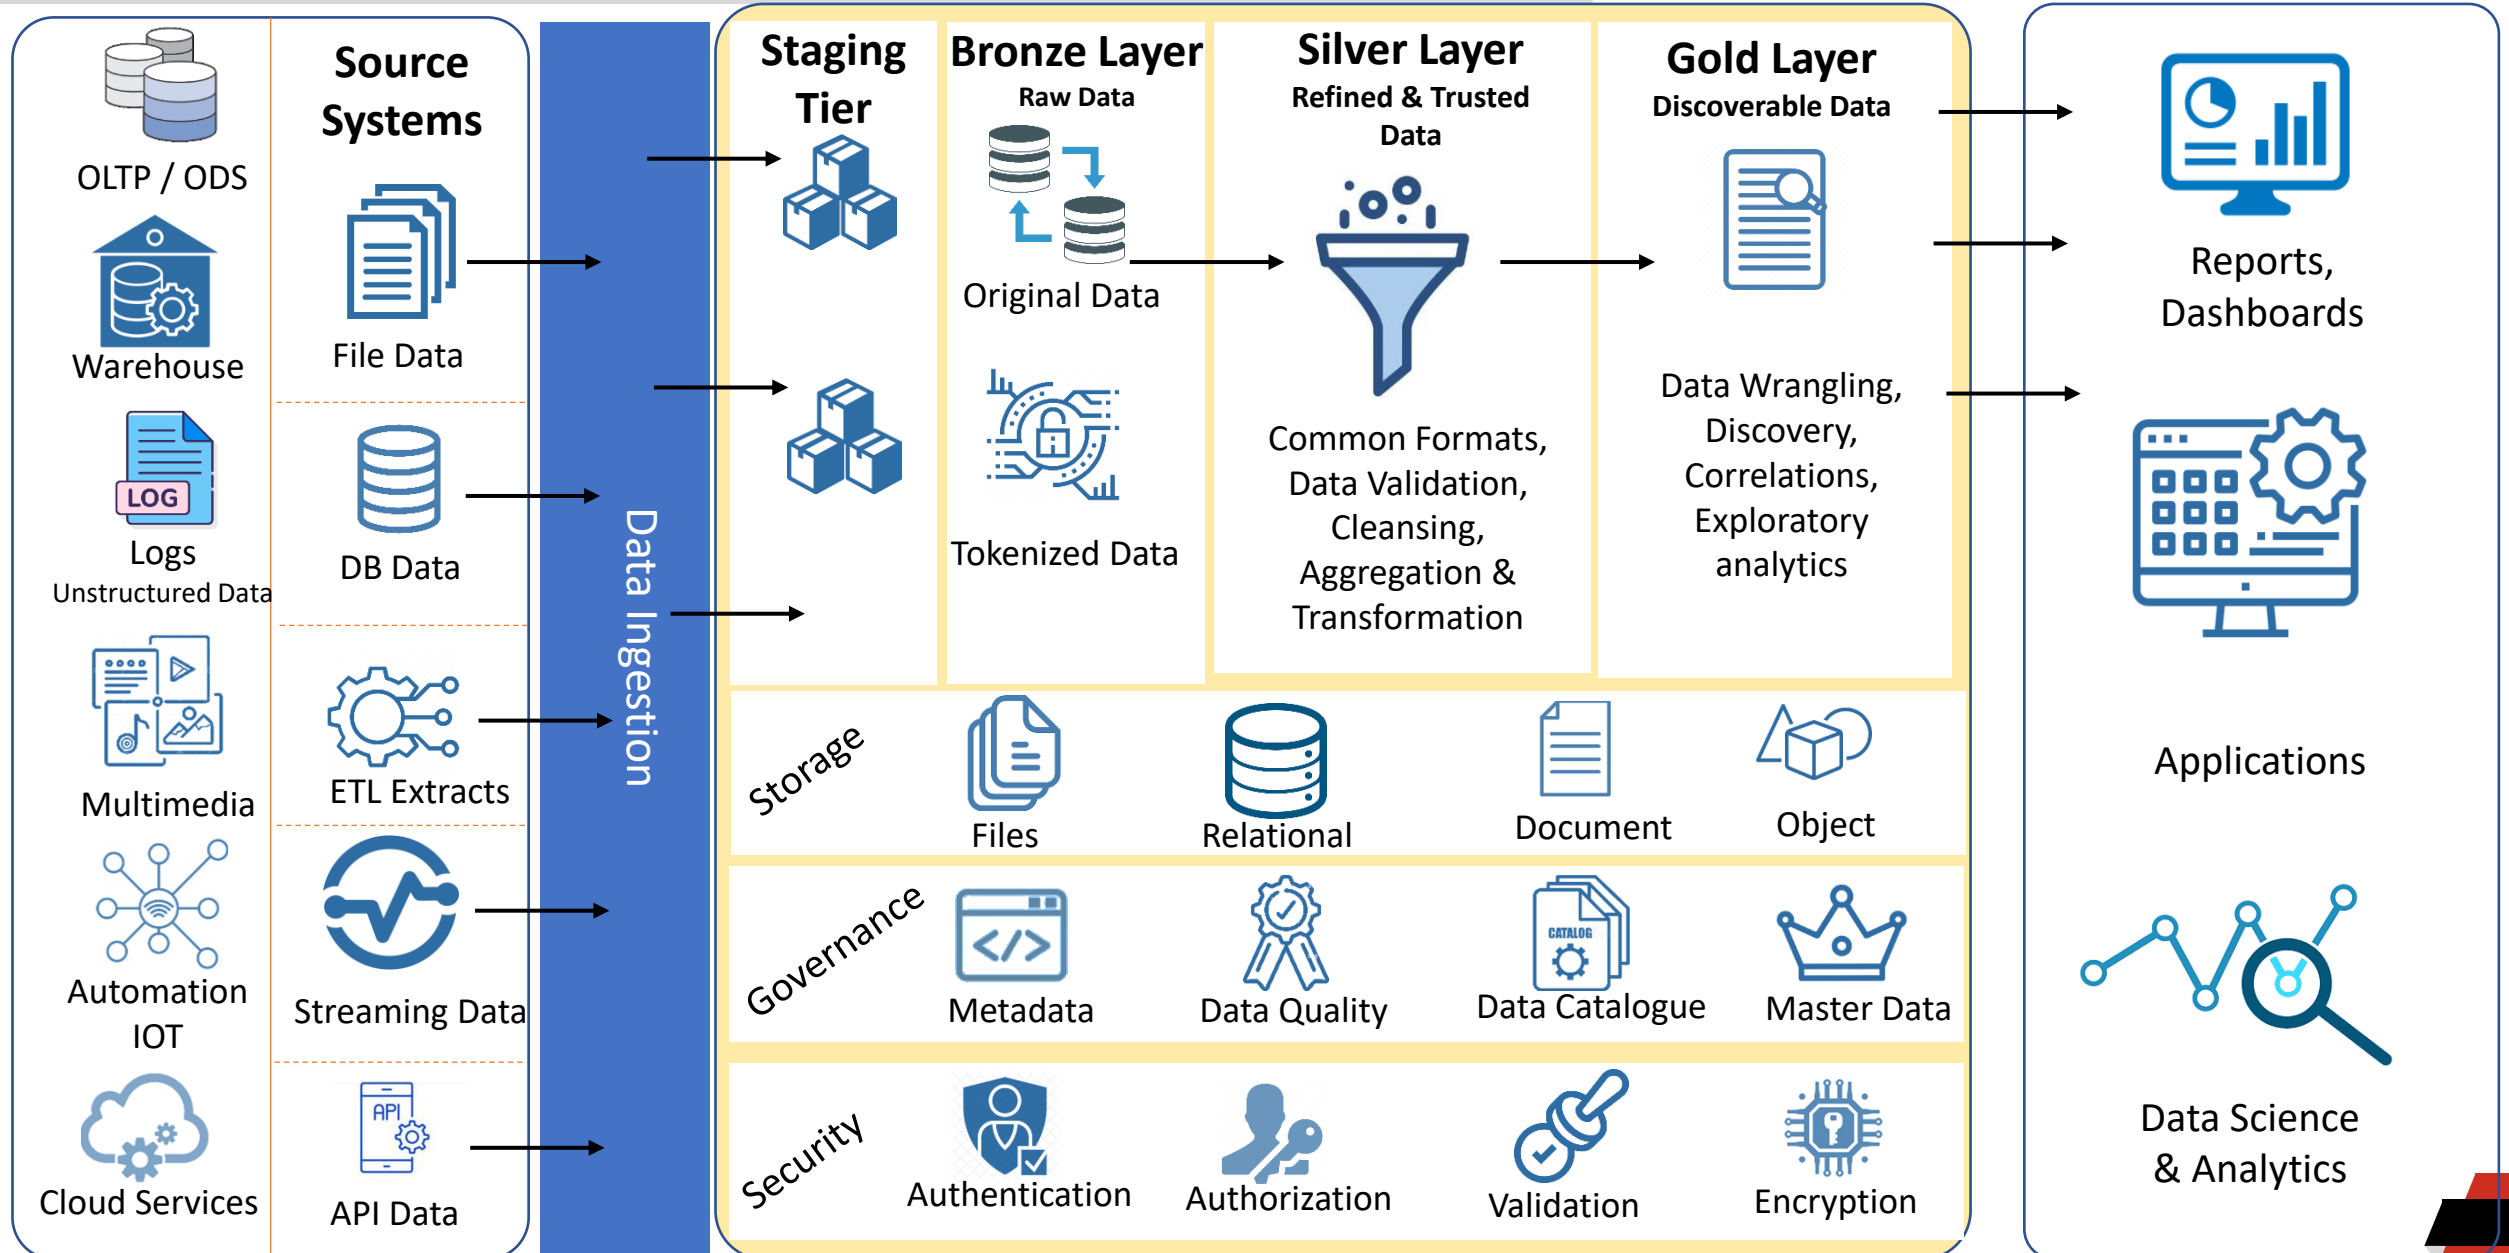 OLTP / ODS
Warehouse
LOG
Logs
Unstructured Data
Multimedia
Automation
IOT
Cloud Services
Source
Systems
File Data
DB Data
ETL Extracts
Streaming Data
API
API Data
Data Ingestion
Staging
Tier
Bronze Layer
Raw Data
Original Data
Tokenized Data
Silver Layer
Refined & Trusted
Data
Common Formats,
Data Validation,
Cleansing,
Aggregation &
Transformation
Gold Layer
Discoverable Data
Data Wrangling,
Discovery,
Correlations,
Exploratory
analytics
Storage
Files
Relational
Document
Object
Governance
Metadata
Data Quality
CATALOG
Data Catalogue
Master Data
Security
Authentication
Authorization
Validation
Encryption
Reports,
Dashboards
Applications
Data Science
& Analytics